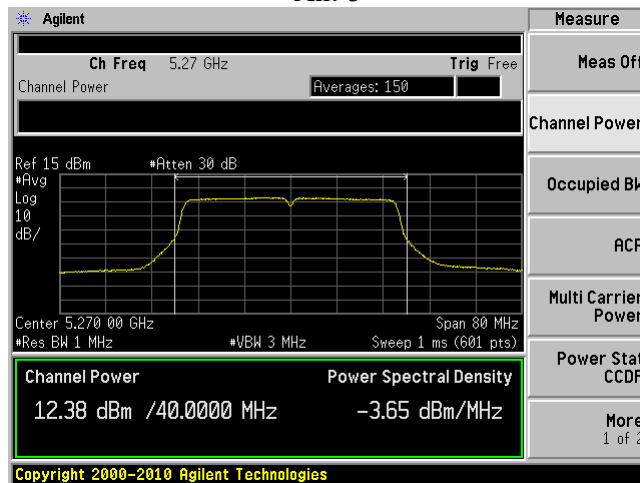 Agilent
Measure
Ch Freq 5.27 GHz Trig Free
Meas Off
Channel Power
Averages: 150
Channel Power
Ref 15 dBm #Atten 30 dB
#Avg
Log
10
dB/
Occupied BW
ACP
Multi Carrier
Power
Center 5.270 00 GHz Span 80 MHz
#Res BW 1 MHz #VBW 3 MHz Sweep 1 ms (601 pts)
Power Stat
CCDF
Channel Power Power Spectral Density
12.38 dBm /40.0000 MHz -3.65 dBm/MHz
More
1 of 2
Copyright 2000-2010 Agilent Technologies